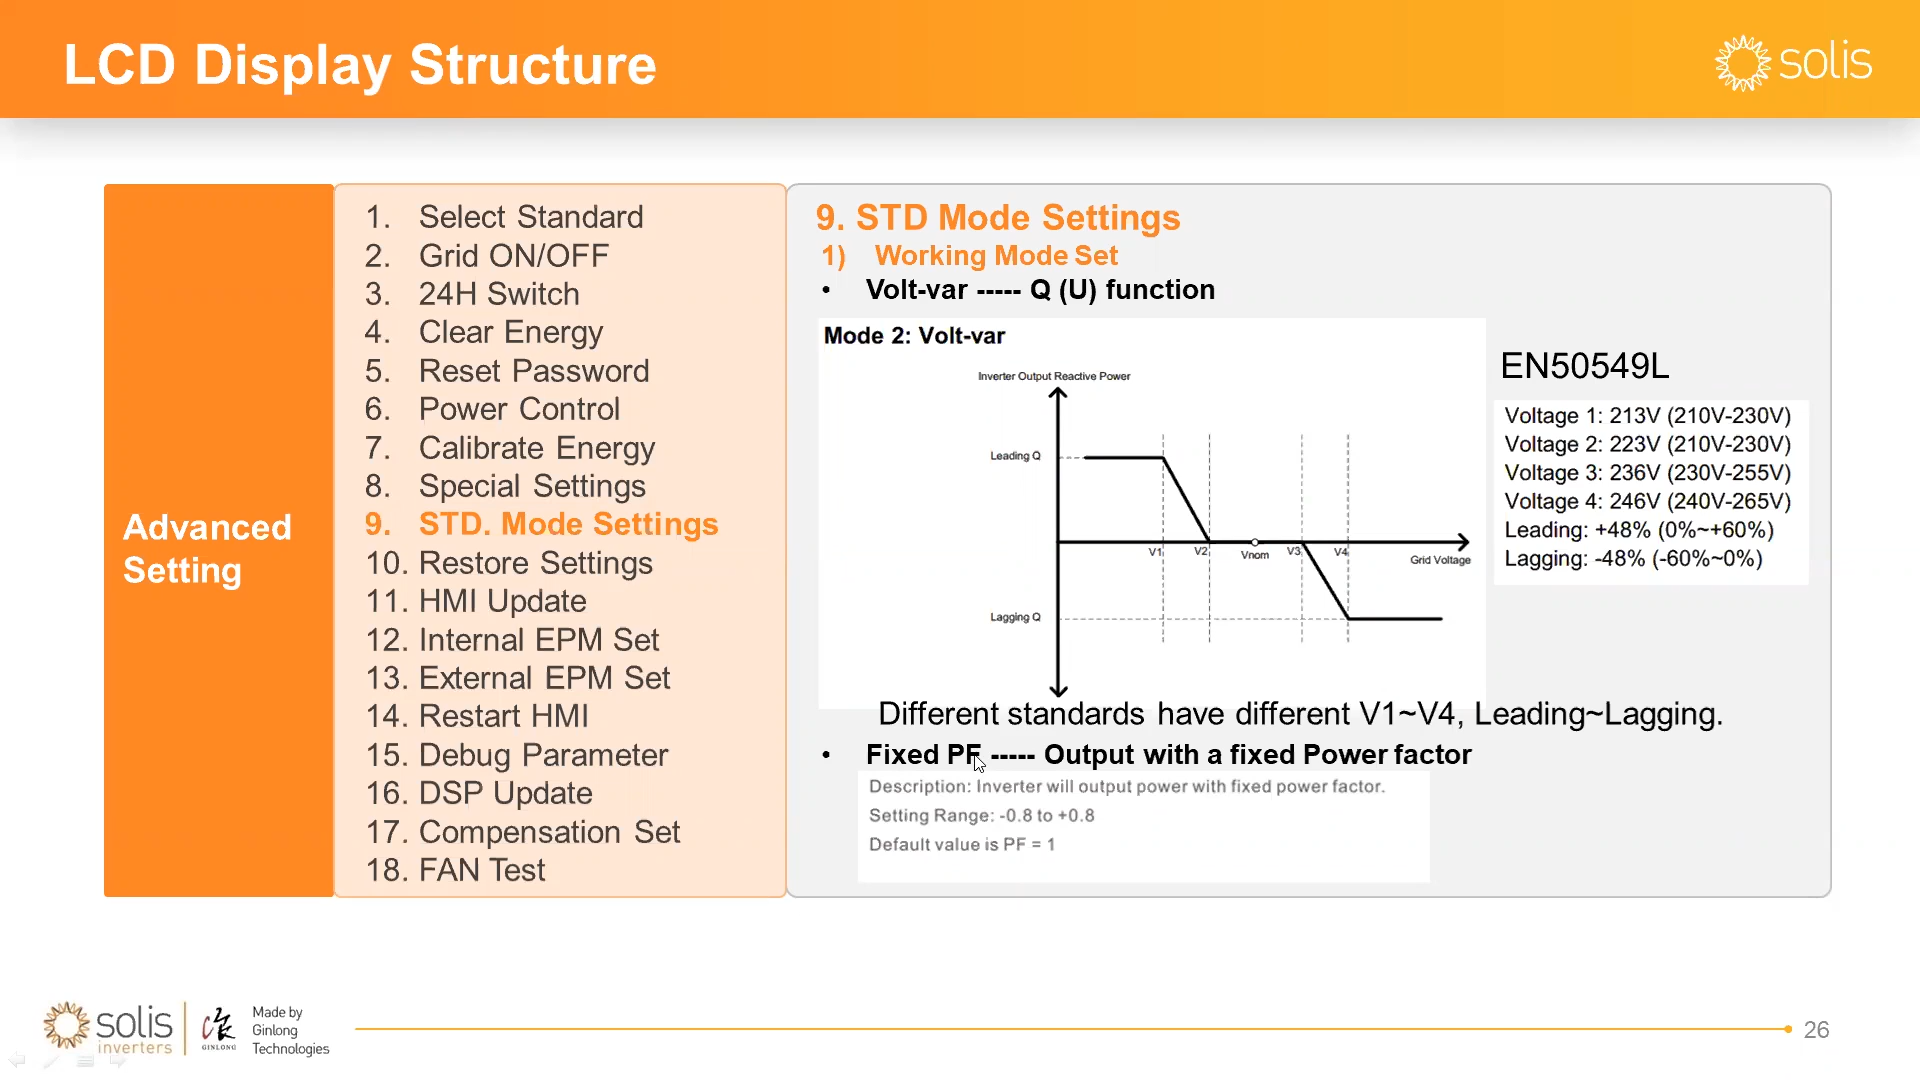 LCD Display Structure
solis
Advanced
Setting
1. Select Standard
2. Grid ON/OFF
3. 24H Switch
4. Clear Energy
5. Reset Password
6. Power Control
7. Calibrate Energy
8. Special Settings
9. STD. Mode Settings
10. Restore Settings
11. HMI Update
12. Internal EPM Set
13. External EPM Set
14. Restart HMI
15. Debug Parameter
16. DSP Update
17. Compensation Set
18. FAN Test
9. STD Mode Settings
1) Working Mode Set
• Volt-var ----- Q (U) function
Mode 2: Volt-var
Inverter Output Reactive Power
Leading Q
V1 V2 Vnom V3 V4
Grid Voltage
Lagging Q
EN50549L
Voltage 1: 213V (210V-230V)
Voltage 2: 223V (210V-230V)
Voltage 3: 236V (230V-255V)
Voltage 4: 246V (240V-265V)
Leading: +48% (0%~+60%)
Lagging: -48% (-60%~0%)
Different standards have different V1~V4, Leading~Lagging.
• Fixed PF ----- Output with a fixed Power factor
Description: Inverter will output power with fixed power factor.
Setting Range: -0.8 to +0.8
Default value is PF = 1
solis
inverters
GINLONG
Made by
Ginlong
Technologies
26